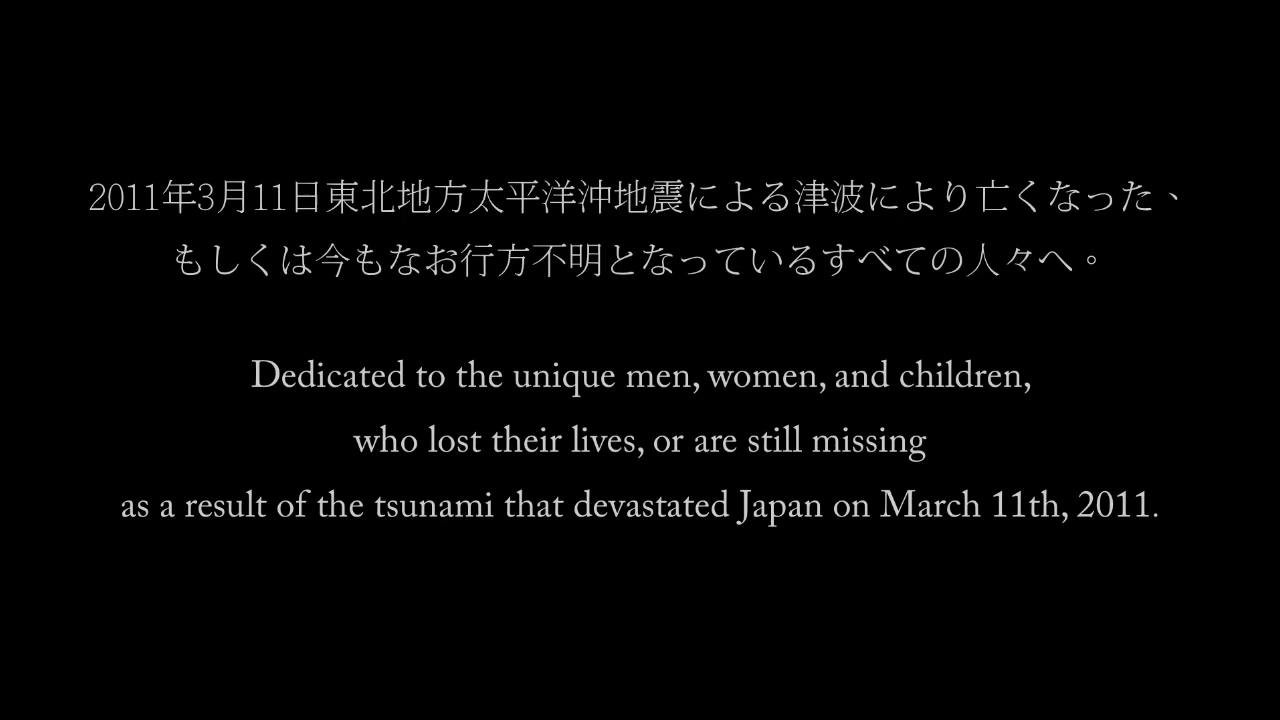 2011年3月11日東北地方太平洋沖地震による津波により亡くなった、
もしくは今もなお行方不明となっているすべての人々へ。
Dedicated to the unique men, women, and children,
who lost their lives, or are still missing
as a result of the tsunami that devastated Japan on March 11th, 2011.